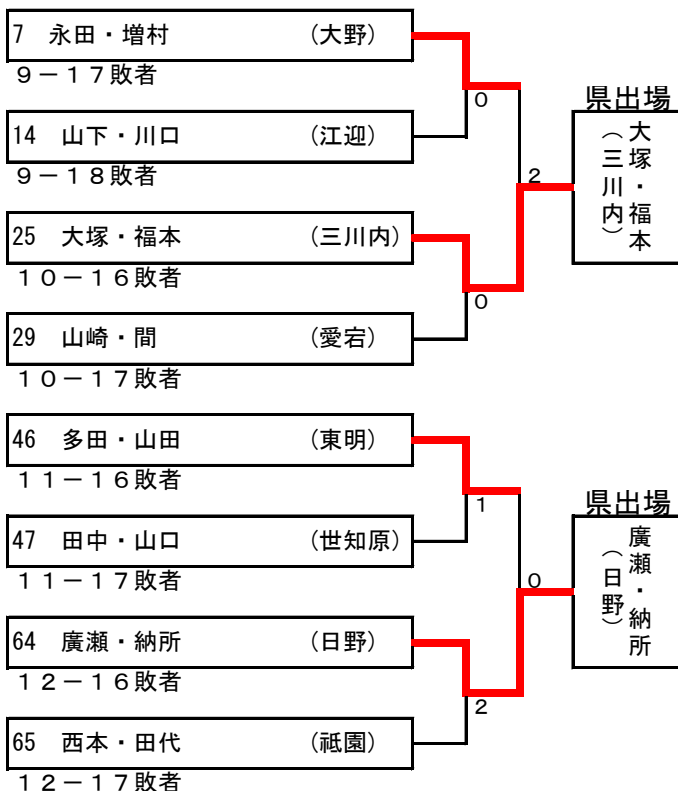 7 永田・増村 (大野)
9－17敗者
0
14 山下・川口 (江迎)
9－18敗者
2
25 大塚・福本 (三川内)
10－16敗者
0
29 山崎・間 (愛宕)
10－17敗者
県出場
大塚・福本
(三川内)
46 多田・山田 (東明)
11－16敗者
1
47 田中・山口 (世知原)
11－17敗者
0
64 廣瀬・納所 (日野)
12－16敗者
2
65 西本・田代 (祗園)
12－17敗者
県出場
廣瀬・納所
(日野)